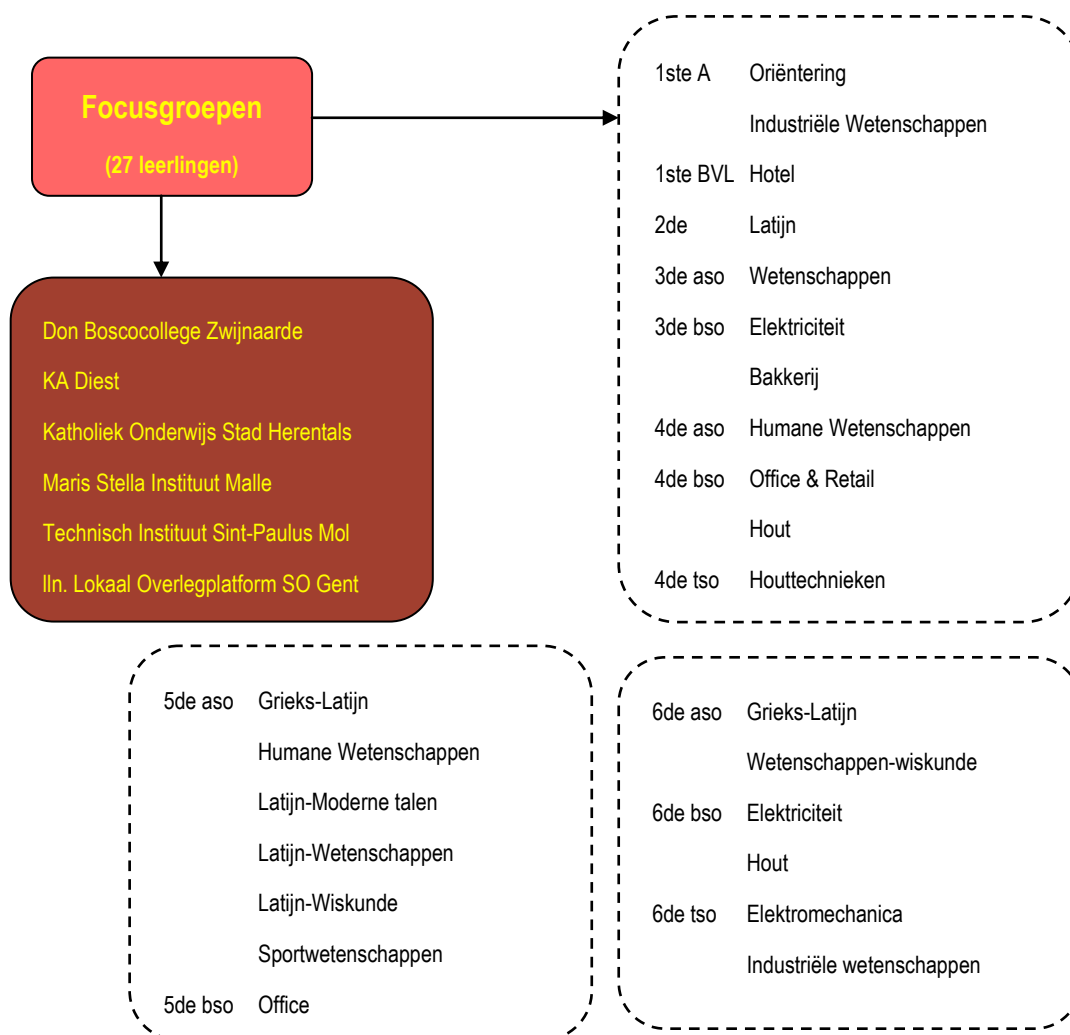 Focusgroepen
(27 leerlingen)
Don Boscocollege Zwijnaarde
KA Diest
Katholiek Onderwijs Stad Herentals
Maris Stella Instituut Malle
Technisch Instituut Sint-Paulus Mol
lln. Lokaal Overlegplatform SO Gent
1ste A Oriëntering
Industriële Wetenschappen
1ste BVL Hotel
2de Latijn
3de aso Wetenschappen
3de bso Elektriciteit
Bakkerij
4de aso Humane Wetenschappen
4de bso Office & Retail
Hout
4de tso Houttechnieken
5de aso Grieks-Latijn
Humane Wetenschappen
Latijn-Moderne talen
Latijn-Wetenschappen
Latijn-Wiskunde
Sportwetenschappen
5de bso Office
6de aso Grieks-Latijn
Wetenschappen-wiskunde
6de bso Elektriciteit
Hout
6de tso Elektromechanica
Industriële wetenschappen